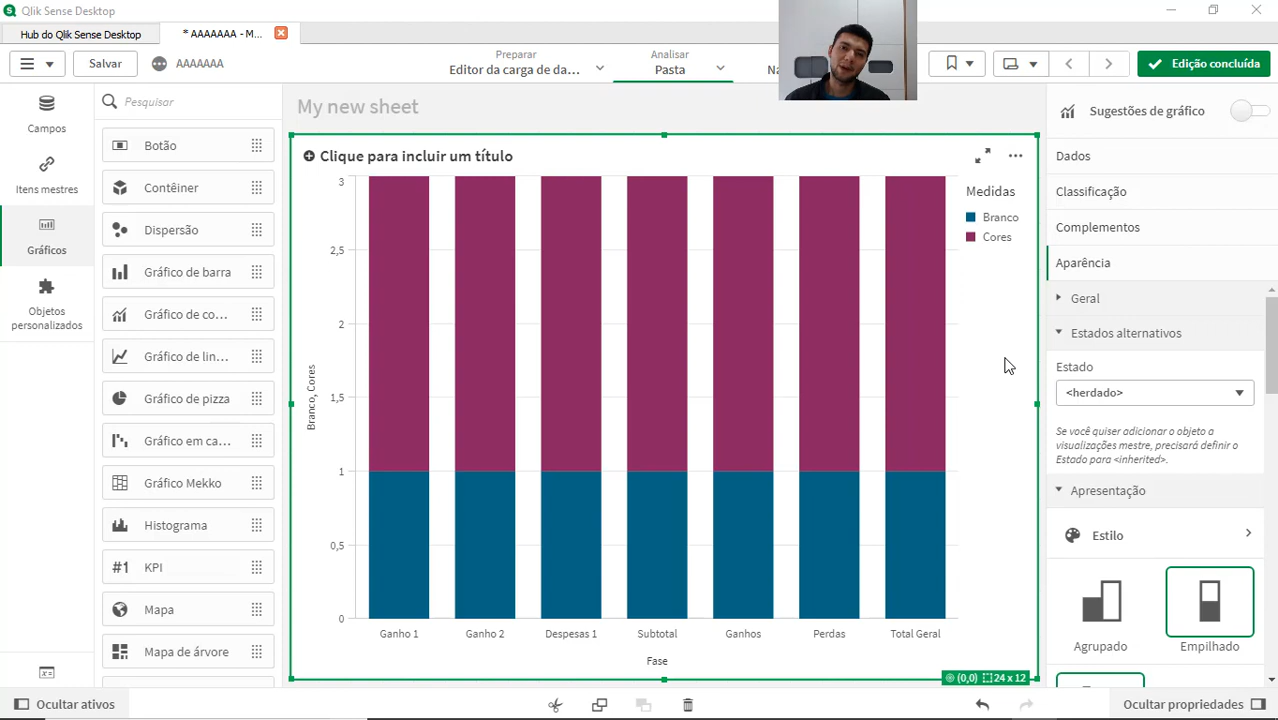 Qlik Sense Desktop
Hub do Qlik Sense Desktop
* AAAAAAA - M...
Salvar
AAAAAAA
Preparar
Editor da carga de da...
Analisar
Pasta
Na
Edição concluída
Campos
Itens mestres
Gráficos
Objetos
personalizados
Pesquisar
Botão
Contêiner
Dispersão
Gráfico de barra
Gráfico de co...
Gráfico de lin...
Gráfico de pizza
Gráfico em ca...
Gráfico Mekko
Histograma
#1 KPI
Mapa
Mapa de árvore
My new sheet
Clique para incluir um título
3
2,5
2
1,5
1
0,5
0
Branco, Cores
Ganho 1 Ganho 2 Despesas 1 Subtotal Ganhos Perdas Total Geral
Fase
Medidas
Branco
Cores
(0,0) 24 x 12
Sugestões de gráfico
Dados
Classificação
Complementos
Aparência
Geral
Estados alternativos
Estado
<herdado>
Se você quiser adicionar o objeto a
visualizações mestre, precisará definir o
Estado para <inherited>.
Apresentação
Estilo
Agrupado Empilhado
Ocultar ativos
Ocultar propriedades